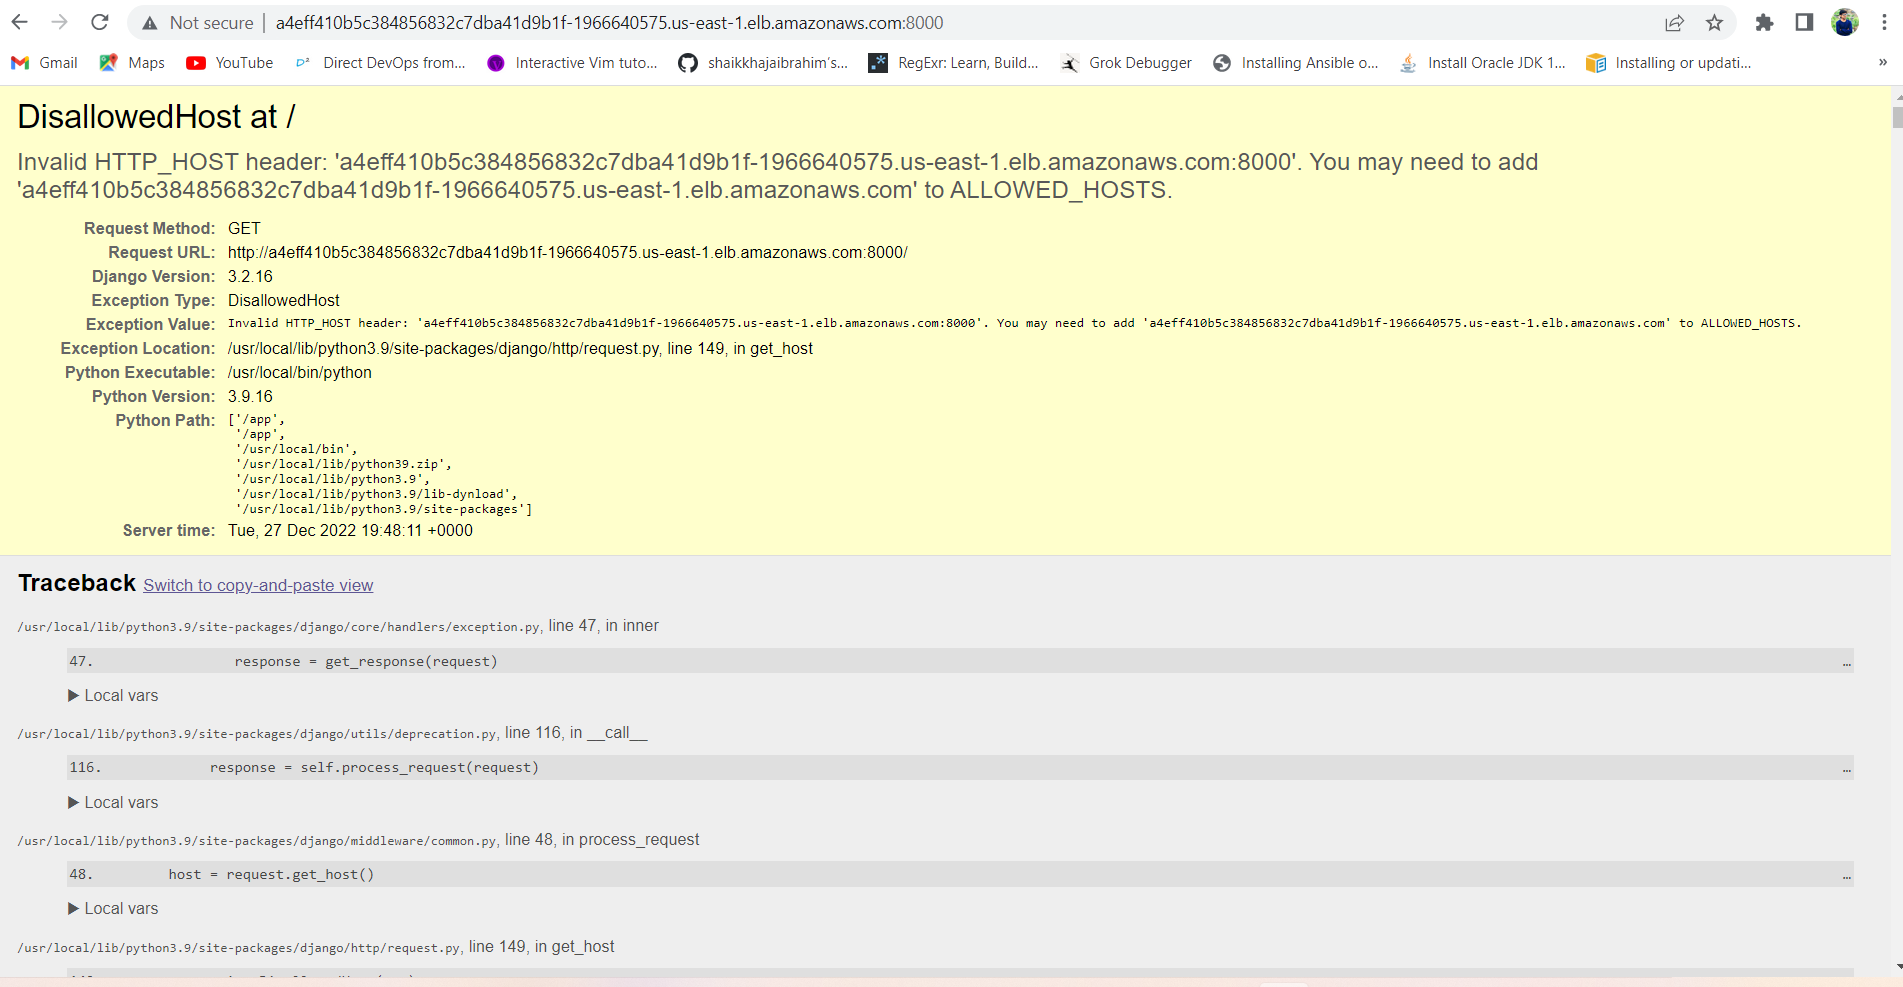 Not secure | a4eff410b5c384856832c7dba41d9b1f-1966640575.us-east-1.elb.amazonaws.com:8000
Gmail Maps YouTube D² Direct DevOps from... Interactive Vim tuto... shaikkhajaibrahim's... .* RegExr: Learn, Build... Grok Debugger Installing Ansible o... Install Oracle JDK 1... Installing or updati... »
DisallowedHost at /
Invalid HTTP_HOST header: 'a4eff410b5c384856832c7dba41d9b1f-1966640575.us-east-1.elb.amazonaws.com:8000'. You may need to add
'a4eff410b5c384856832c7dba41d9b1f-1966640575.us-east-1.elb.amazonaws.com' to ALLOWED_HOSTS.
Request Method: GET
Request URL: http://a4eff410b5c384856832c7dba41d9b1f-1966640575.us-east-1.elb.amazonaws.com:8000/
Django Version: 3.2.16
Exception Type: DisallowedHost
Exception Value: Invalid HTTP_HOST header: 'a4eff410b5c384856832c7dba41d9b1f-1966640575.us-east-1.elb.amazonaws.com:8000'. You may need to add 'a4eff410b5c384856832c7dba41d9b1f-1966640575.us-east-1.elb.amazonaws.com' to ALLOWED_HOSTS.
Exception Location: /usr/local/lib/python3.9/site-packages/django/http/request.py, line 149, in get_host
Python Executable: /usr/local/bin/python
Python Version: 3.9.16
Python Path: ['/app',
'/app',
'/usr/local/bin',
'/usr/local/lib/python39.zip',
'/usr/local/lib/python3.9',
'/usr/local/lib/python3.9/lib-dynload',
'/usr/local/lib/python3.9/site-packages']
Server time: Tue, 27 Dec 2022 19:48:11 +0000
Traceback Switch to copy-and-paste view
/usr/local/lib/python3.9/site-packages/django/core/handlers/exception.py, line 47, in inner
47. response = get_response(request) …
▶ Local vars
/usr/local/lib/python3.9/site-packages/django/utils/deprecation.py, line 116, in __call__
116. response = self.process_request(request) …
▶ Local vars
/usr/local/lib/python3.9/site-packages/django/middleware/common.py, line 48, in process_request
48. host = request.get_host() …
▶ Local vars
/usr/local/lib/python3.9/site-packages/django/http/request.py, line 149, in get_host